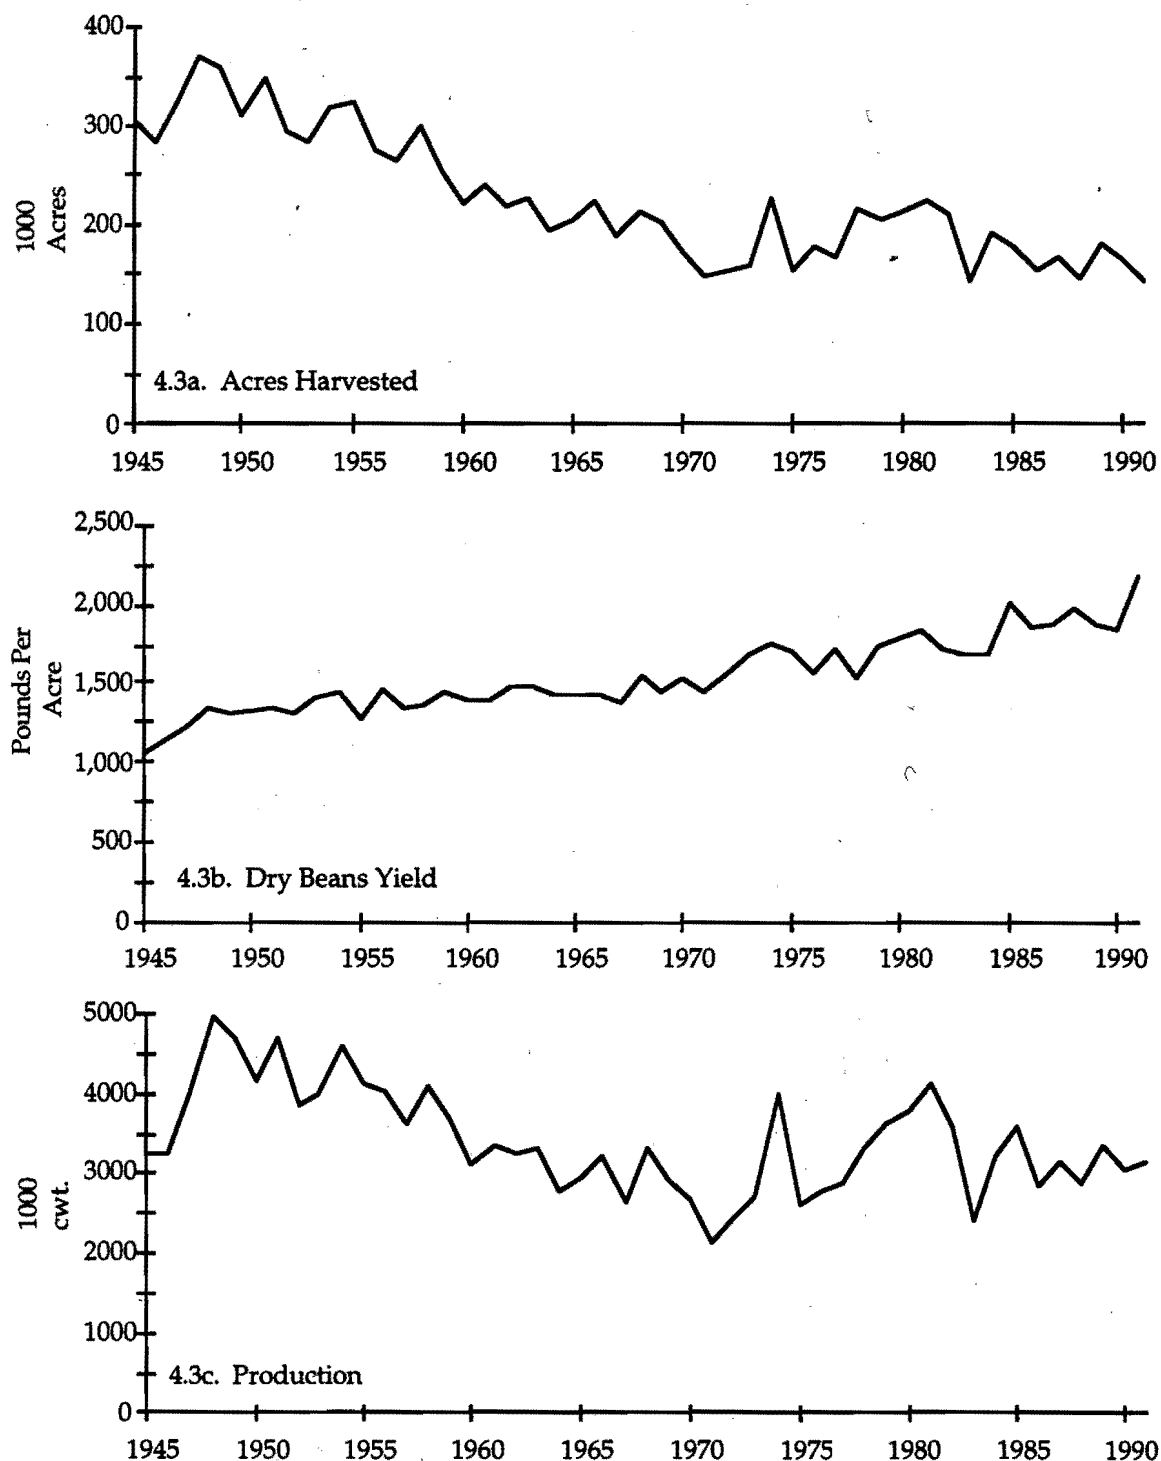 400
300
1000
Acres
200
100
4.3a. Acres Harvested
0
1945 1950 1955 1960 1965 1970 1975 1980 1985 1990
2,500
2,000
Pounds Per
Acre
1,500
1,000
500
4.3b. Dry Beans Yield
0
1945 1950 1955 1960 1965 1970 1975 1980 1985 1990
5000
4000
3000
1000
cwt.
2000
1000
4.3c. Production
0
1945 1950 1955 1960 1965 1970 1975 1980 1985 1990